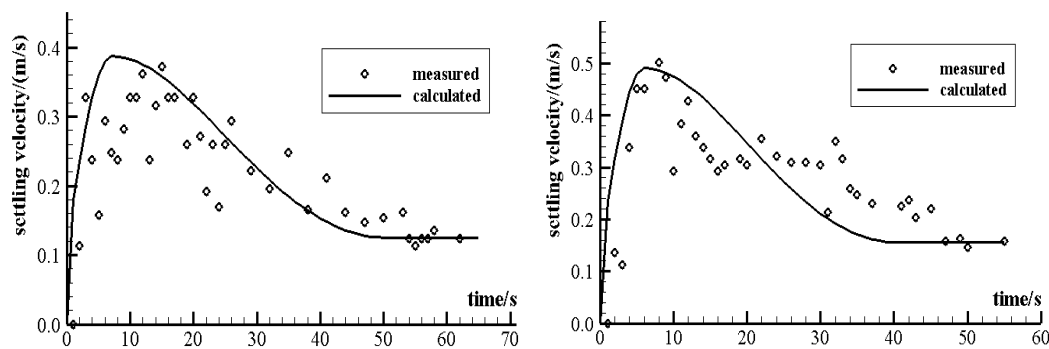 0.4
0.3
0.2
0.1
0.0
settling velocity/(m/s)
measured
calculated
time/s
0 10 20 30 40 50 60 70
0.5
0.4
0.3
0.2
0.1
0.0
settling velocity/(m/s)
measured
calculated
time/s
0 10 20 30 40 50 60